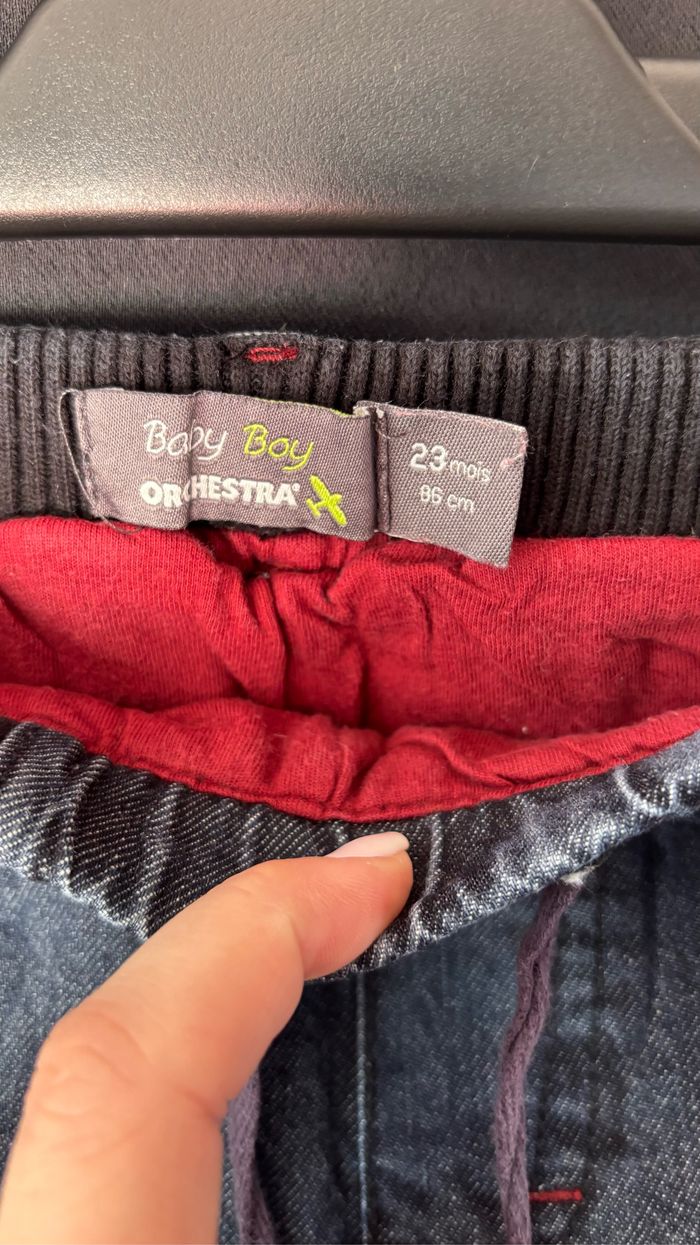 Baby Boy
ORCHESTRA®
23 mois
86 cm